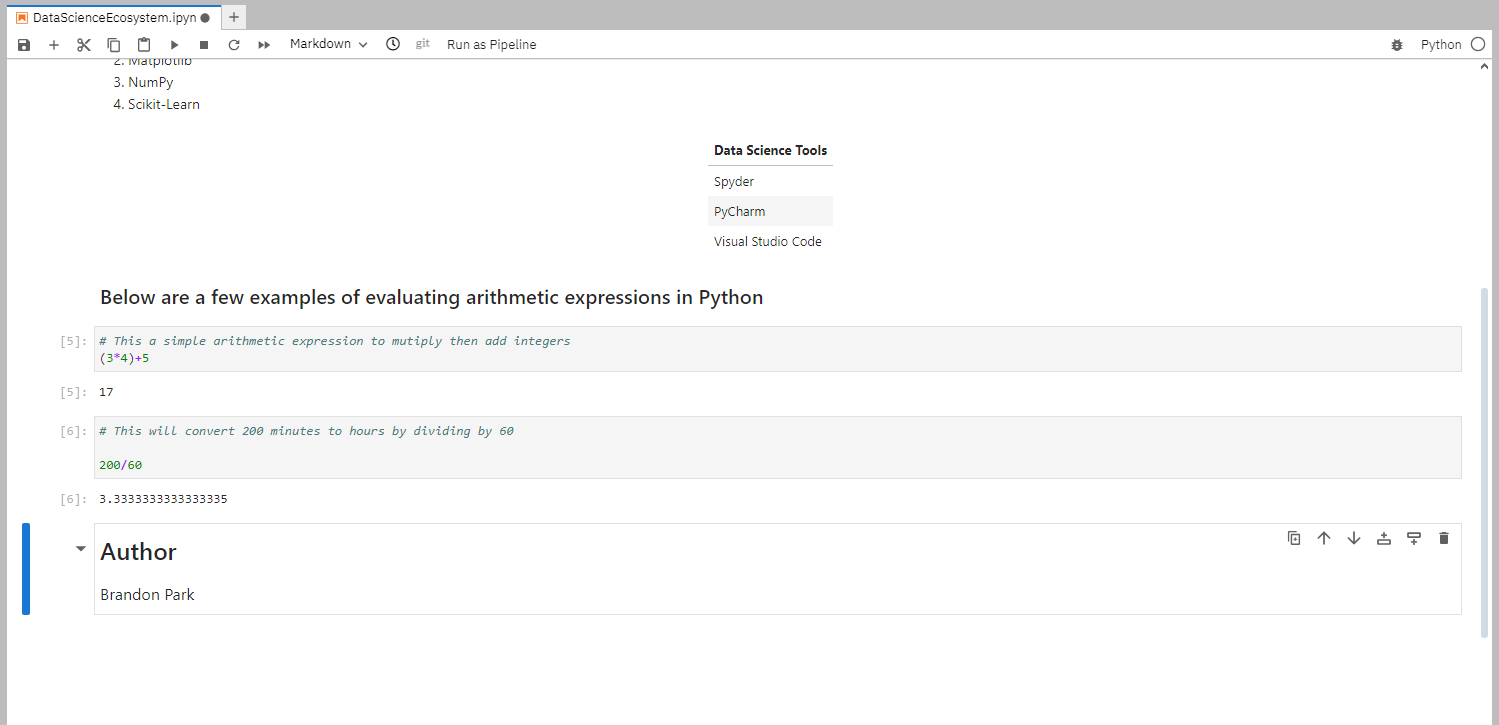 DataScienceEcosystem.ipyn
Markdown git Run as Pipeline Python
2. Matplotlib
3. NumPy
4. Scikit-Learn
Data Science Tools
Spyder
PyCharm
Visual Studio Code
Below are a few examples of evaluating arithmetic expressions in Python
[5]: # This a simple arithmetic expression to mutiply then add integers
(3*4)+5
[5]: 17
[6]: # This will convert 200 minutes to hours by dividing by 60
200/60
[6]: 3.3333333333333335
Author
Brandon Park